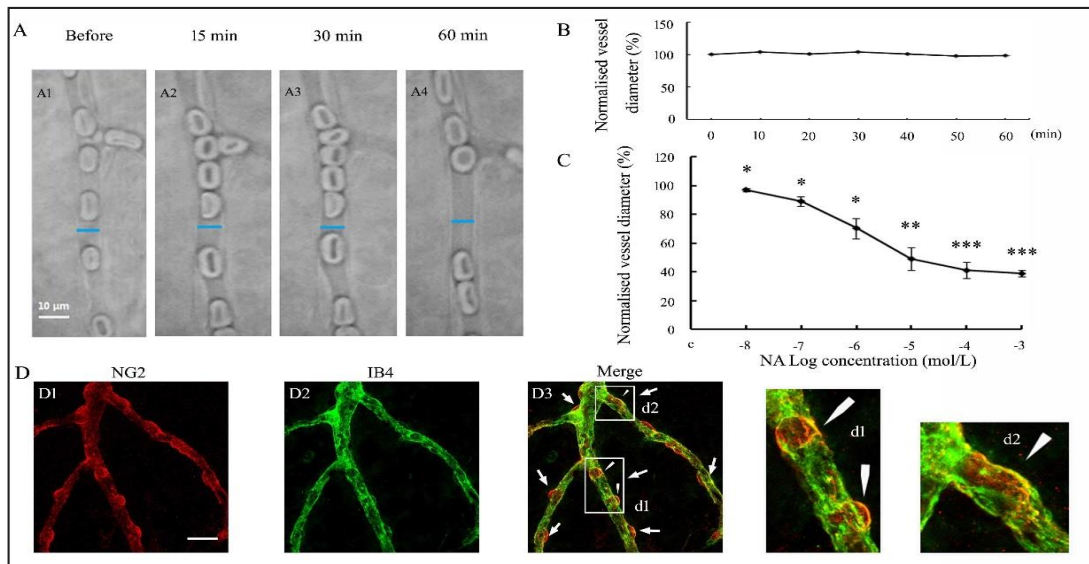 A
Before 15 min 30 min 60 min
A1 A2 A3 A4
10 µm
B
Normalised vessel
diameter (%)
150
100
50
0
0 10 20 30 40 50 60 (min)
C
Normalised vessel diameter (%)
120
100
80
60
40
20
0
* * * ** *** ***
c -8 -7 -6 -5 -4 -3
NA Log concentration (mol/L)
D
NG2 IB4 Merge
D1 D2 D3
d2
d1
d1
d2